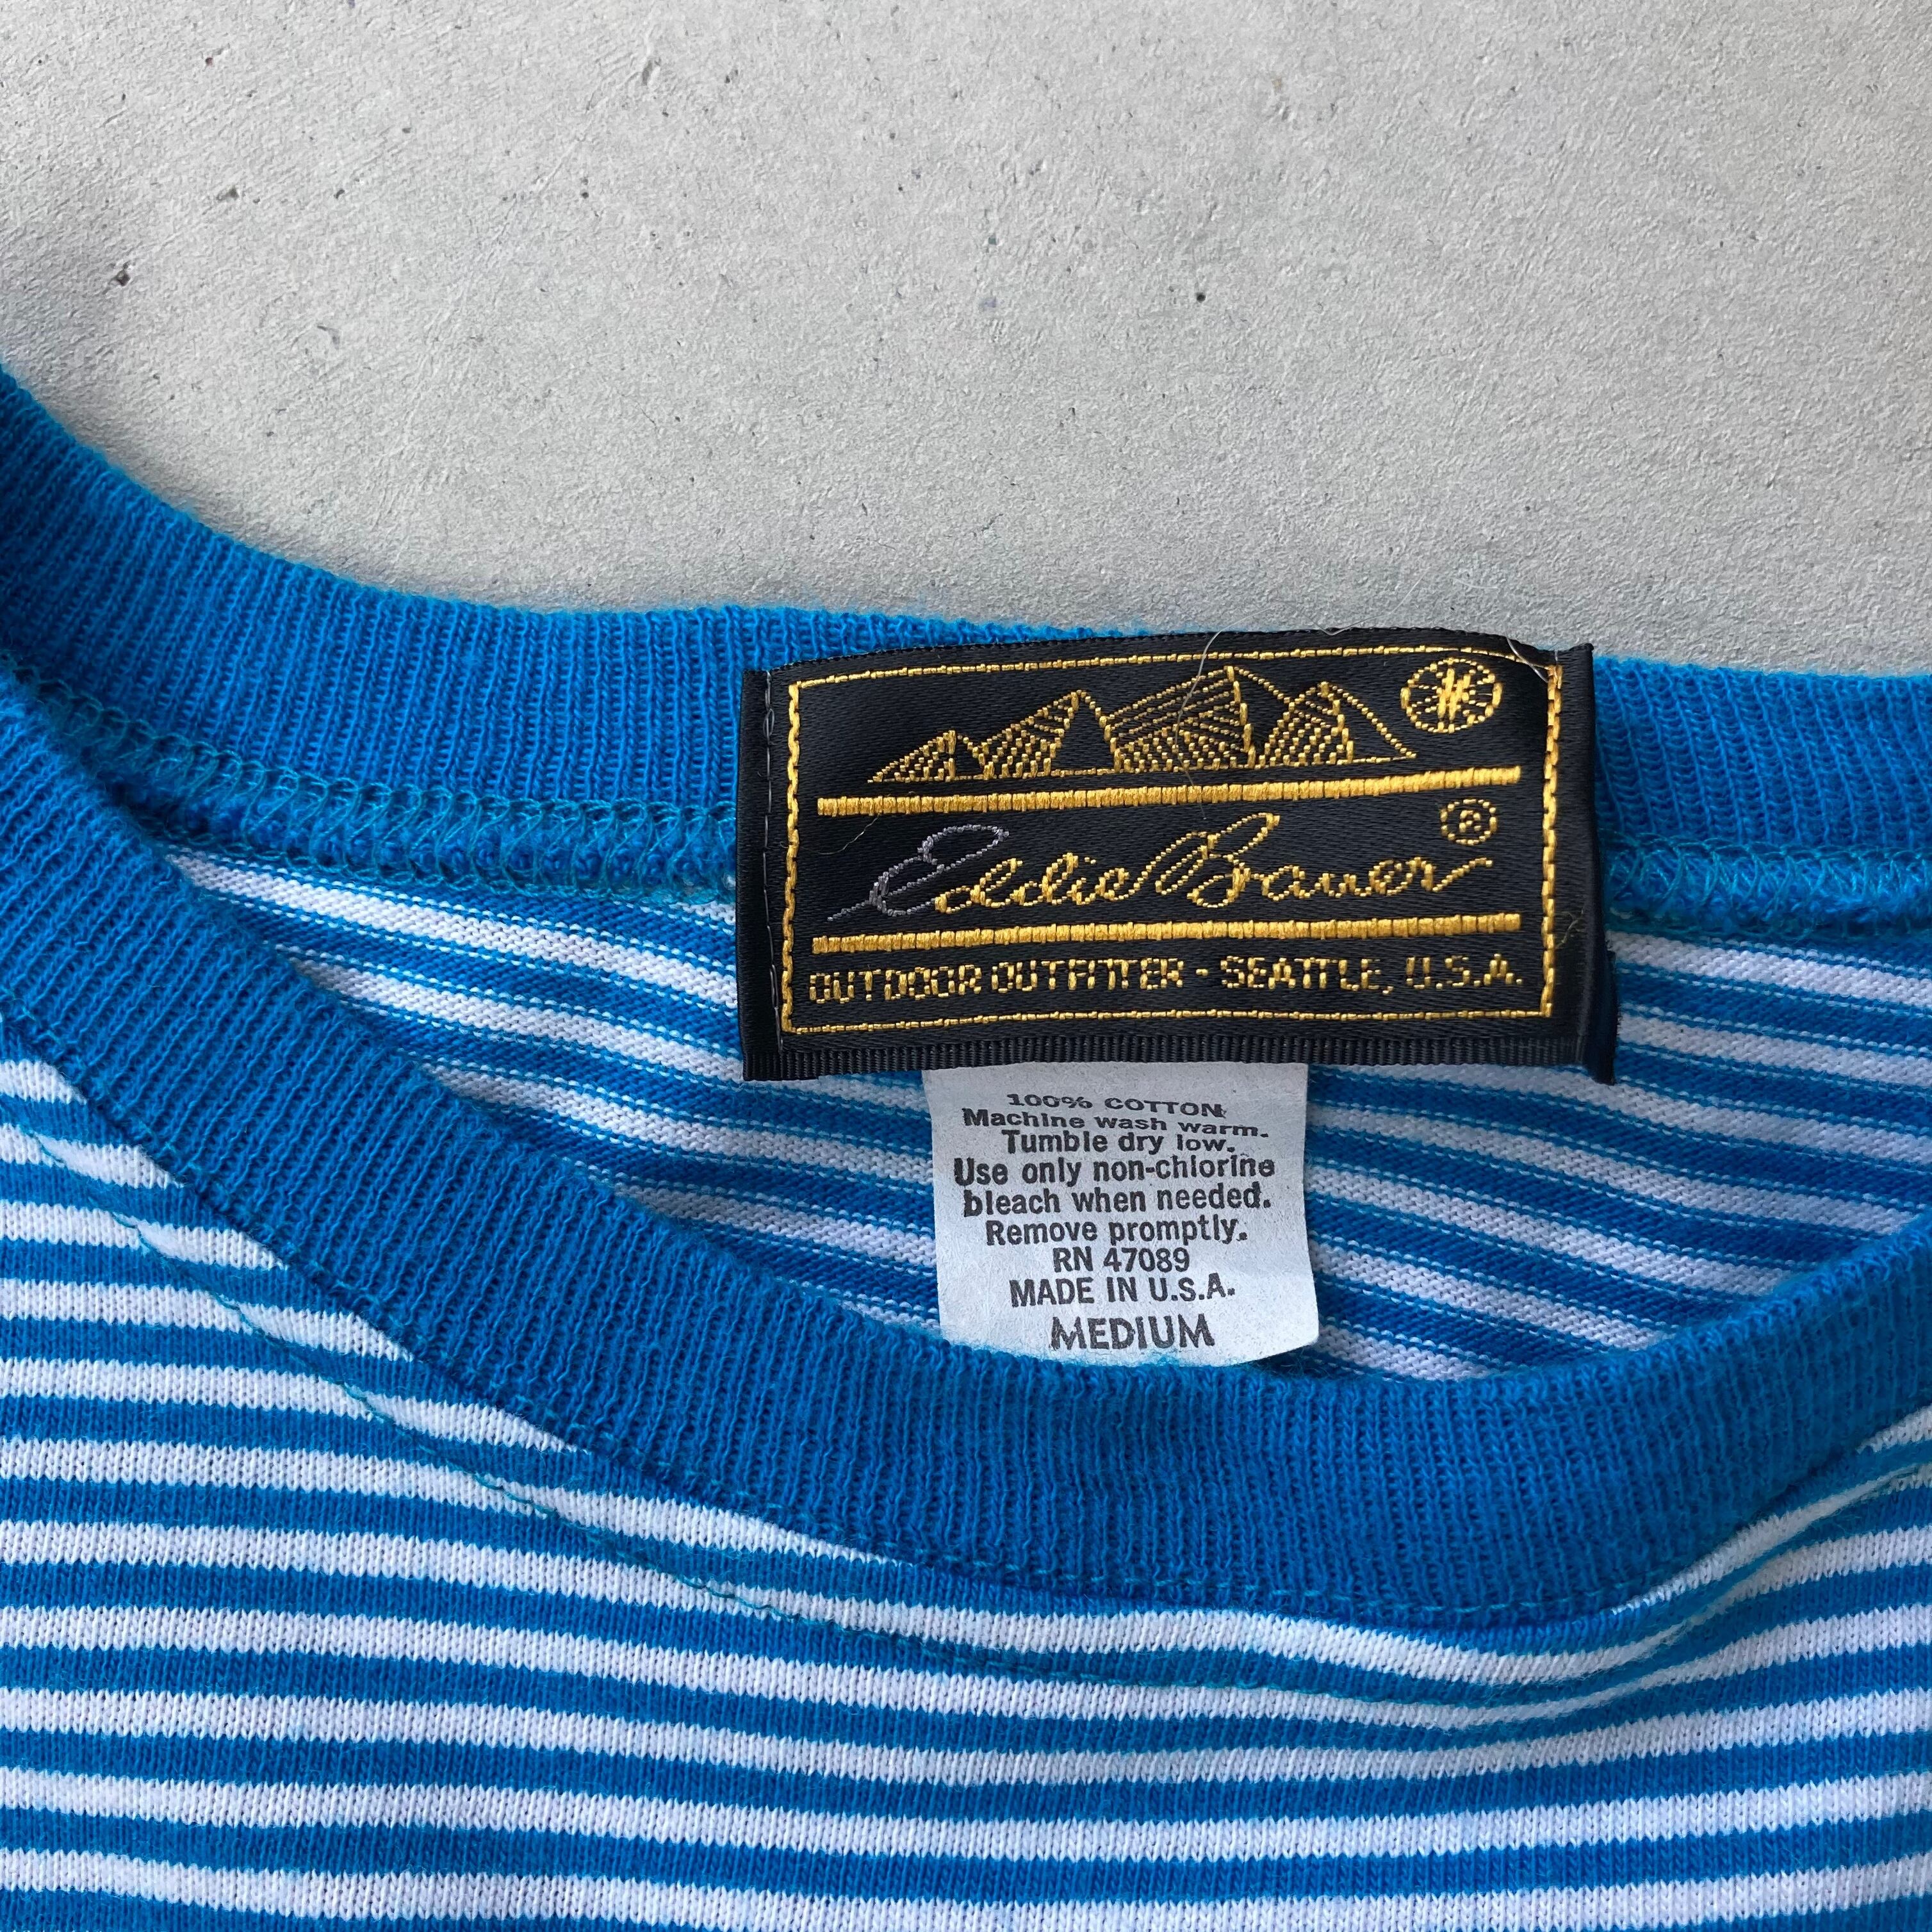 Eddie Bauer ®
OUTDOOR OUTFITTER - SEATTLE, U.S.A.
100% COTTON
Machine wash warm.
Tumble dry low.
Use only non-chlorine
bleach when needed.
Remove promptly.
RN 47089
MADE IN U.S.A.
MEDIUM